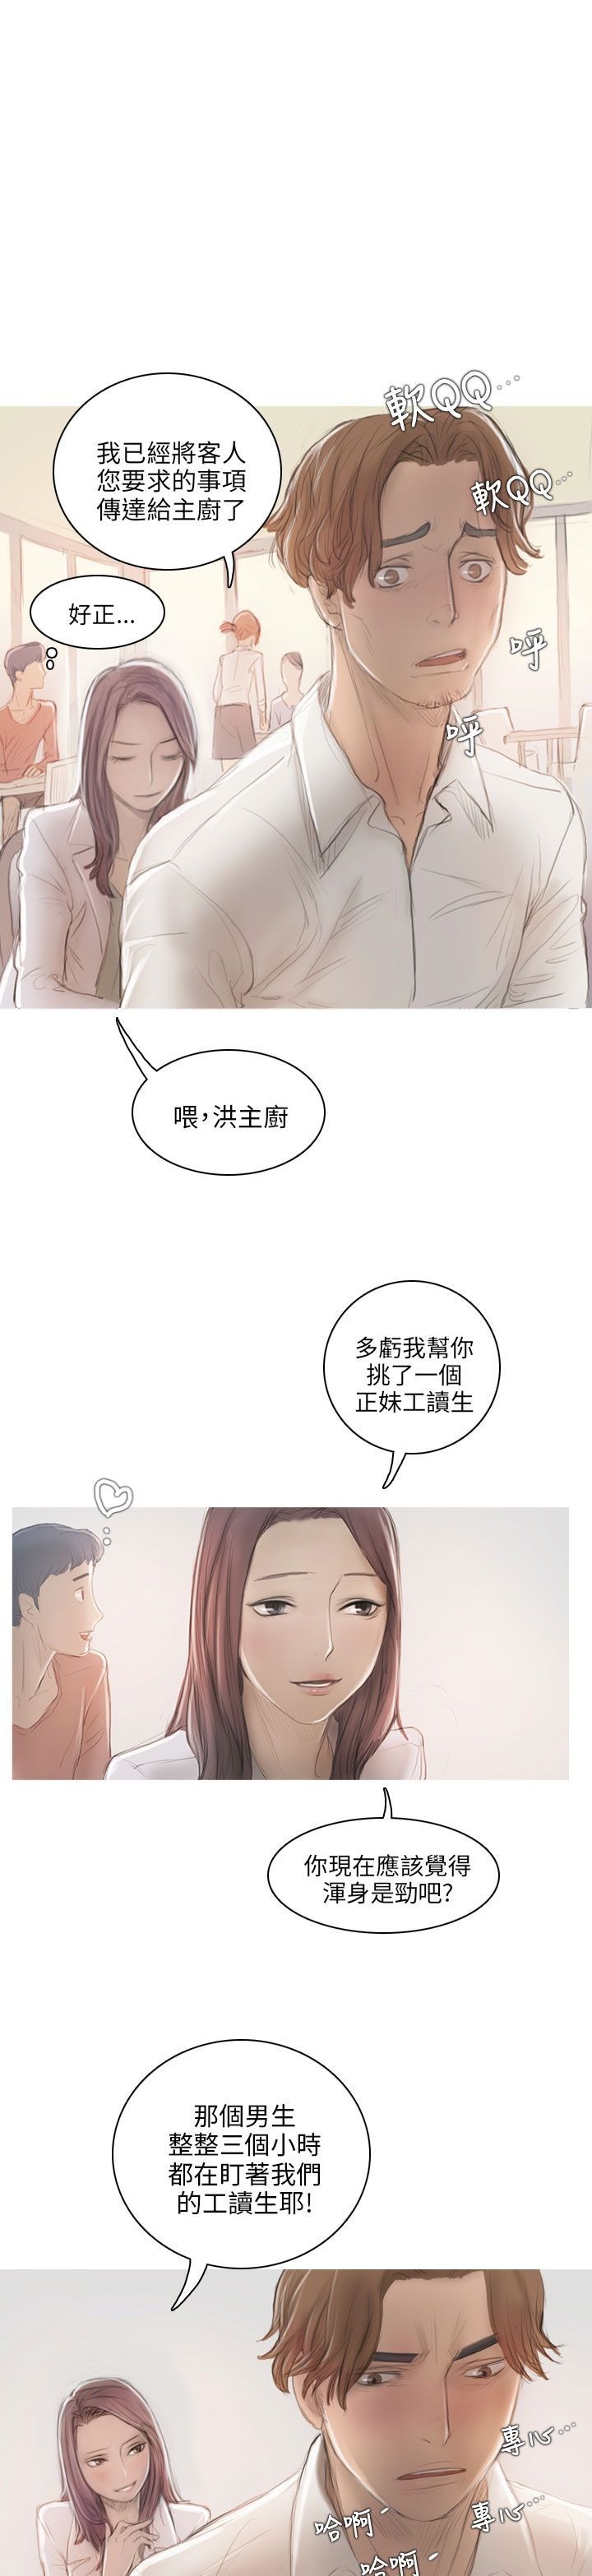 軟QQ…
我已經將客人
您要求的事項
傳達給主廚了
軟QQ…
好正...
呼
呼
喂,洪主廚
多虧我幫你
挑了一個
正妹工讀生
你現在應該覺得
渾身是勁吧?
那個男生
整整三個小時
都在盯著我們
的工讀生耶!
專心…
專心…
哈啊-
哈啊-